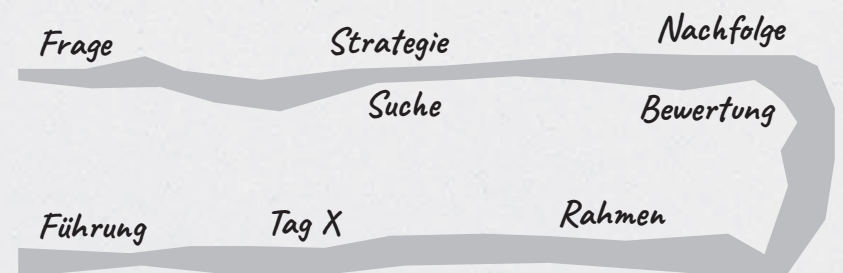 Frage
Strategie
Nachfolge
Suche
Bewertung
Führung
Tag X
Rahmen